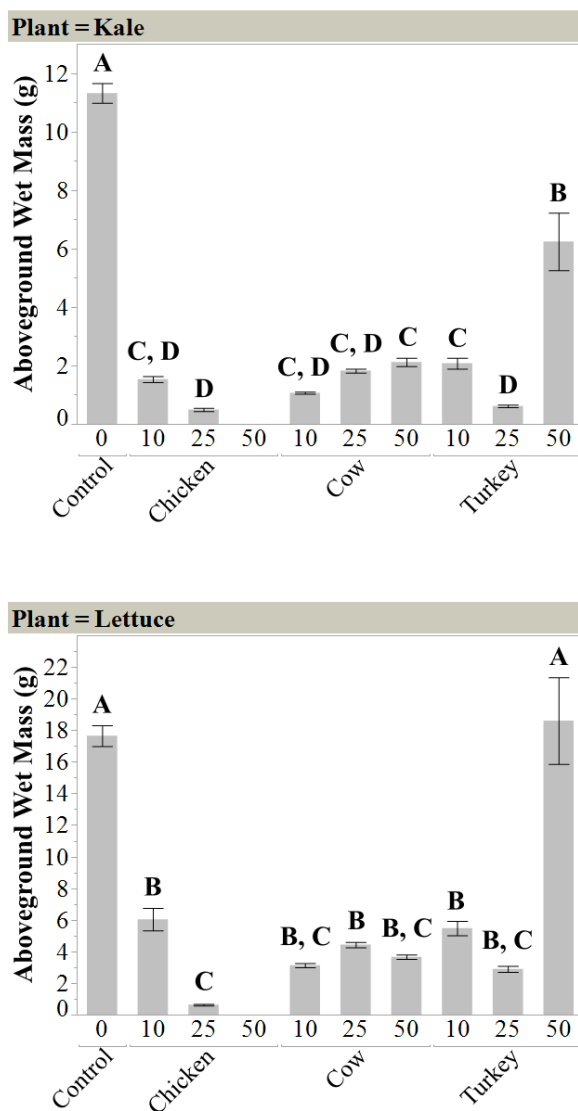 Plant = Kale
Aboveground Wet Mass (g)
12
10
8
6
4
2
0
A
C, D
D
C, D
C, D
C
C
D
B
0 10 25 50 10 25 50 10 25 50
Control Chicken Cow Turkey
Plant = Lettuce
Aboveground Wet Mass (g)
22
20
18
16
14
12
10
8
6
4
2
0
A
B
C
B, C
B
B, C
B
B, C
A
0 10 25 50 10 25 50 10 25 50
Control Chicken Cow Turkey